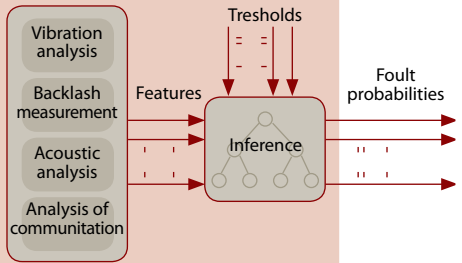 Vibration
analysis
Backlash
measurement
Acoustic
analysis
Analysis of
communitation
Features
Tresholds
Inference
Foult
probabilities